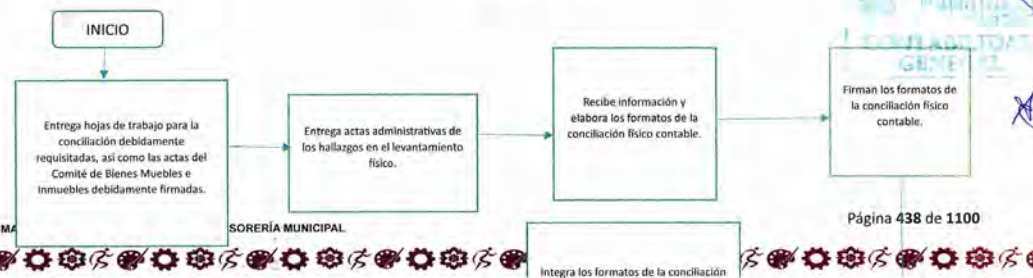 INICIO
Entrega hojas de trabajo para la
conciliación debidamente
requisitadas, así como las actas del
Comité de Bienes Muebles e
Inmuebles debidamente firmadas.
Entrega actas administrativas de
los hallazgos en el levantamiento
físico.
Recibe información y
elabora los formatos de la
conciliación físico contable.
Firman los formatos de
la conciliación físico
contable.
GENERAL
Página 438 de 1100
SORERÍA MUNICIPAL
Integra los formatos de la conciliación